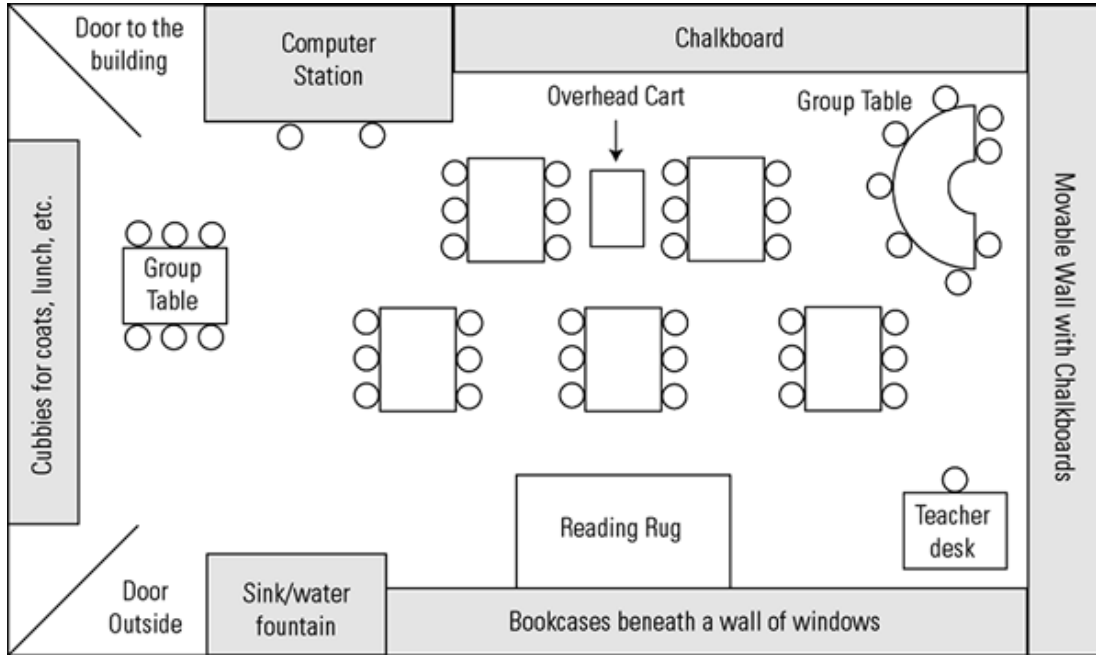 Door to the
building
Computer
Station
Chalkboard
Overhead Cart
Group Table
Cubbies for coats, lunch, etc.
Group
Table
Movable Wall with Chalkboards
Reading Rug
Teacher
desk
Door
Outside
Sink/water
fountain
Bookcases beneath a wall of windows